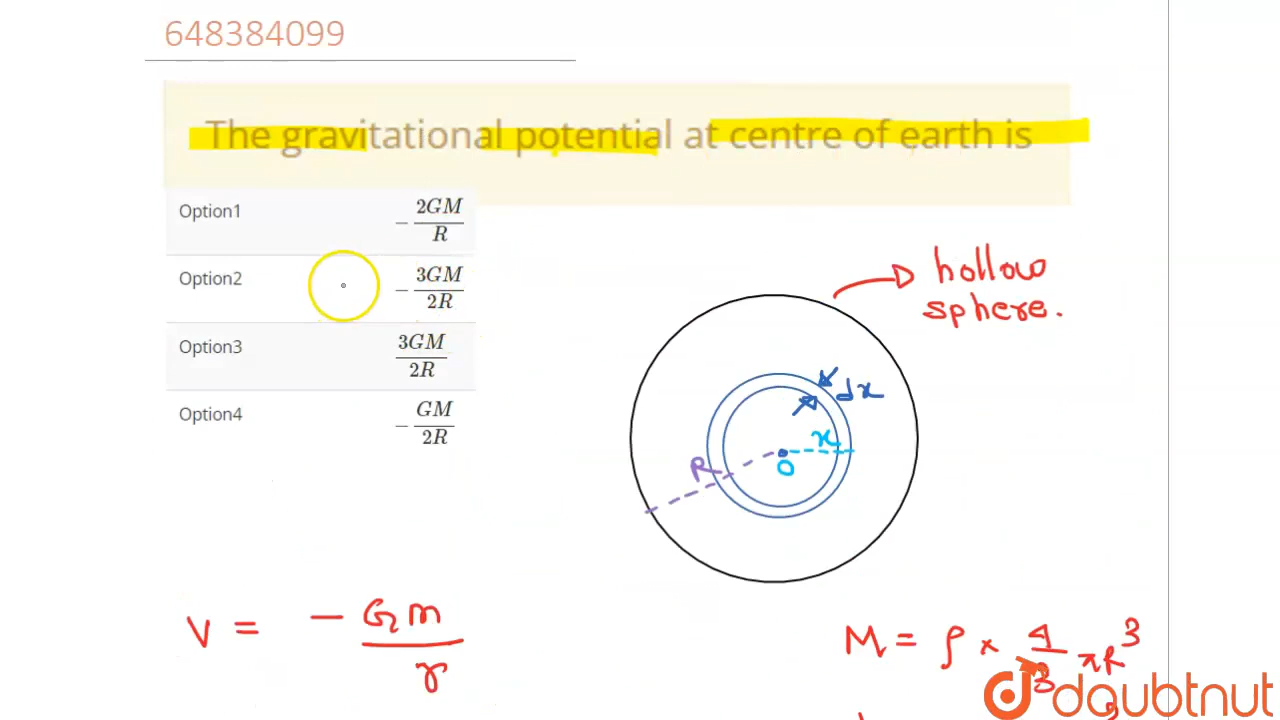 648384099
The gravitational potential at centre of earth is
Option1 − 2GM/R
Option2 − 3GM/2R
Option3 3GM/2R
Option4 − GM/2R
hollow
sphere.
dx
x
R
O
V = − Gm/r
M = ρ × 4/3 πR³
doubtnut